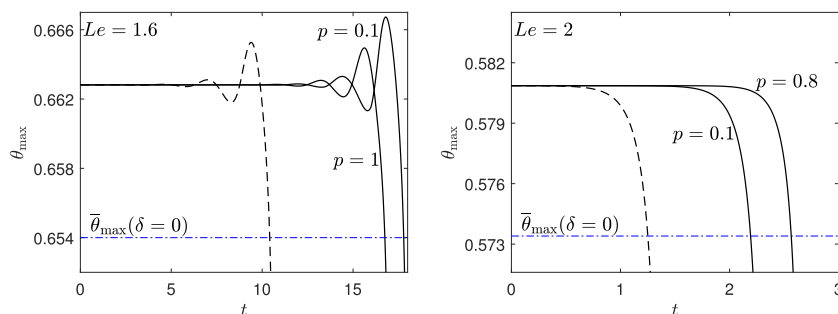 Le = 1.6
p = 0.1
p = 1
θ̅max(δ = 0)
0.666
0.662
0.658
0.654
θmax
0
5
10
15
t
Le = 2
p = 0.8
p = 0.1
θ̅max(δ = 0)
0.582
0.579
0.576
0.573
θmax
0
1
2
3
t